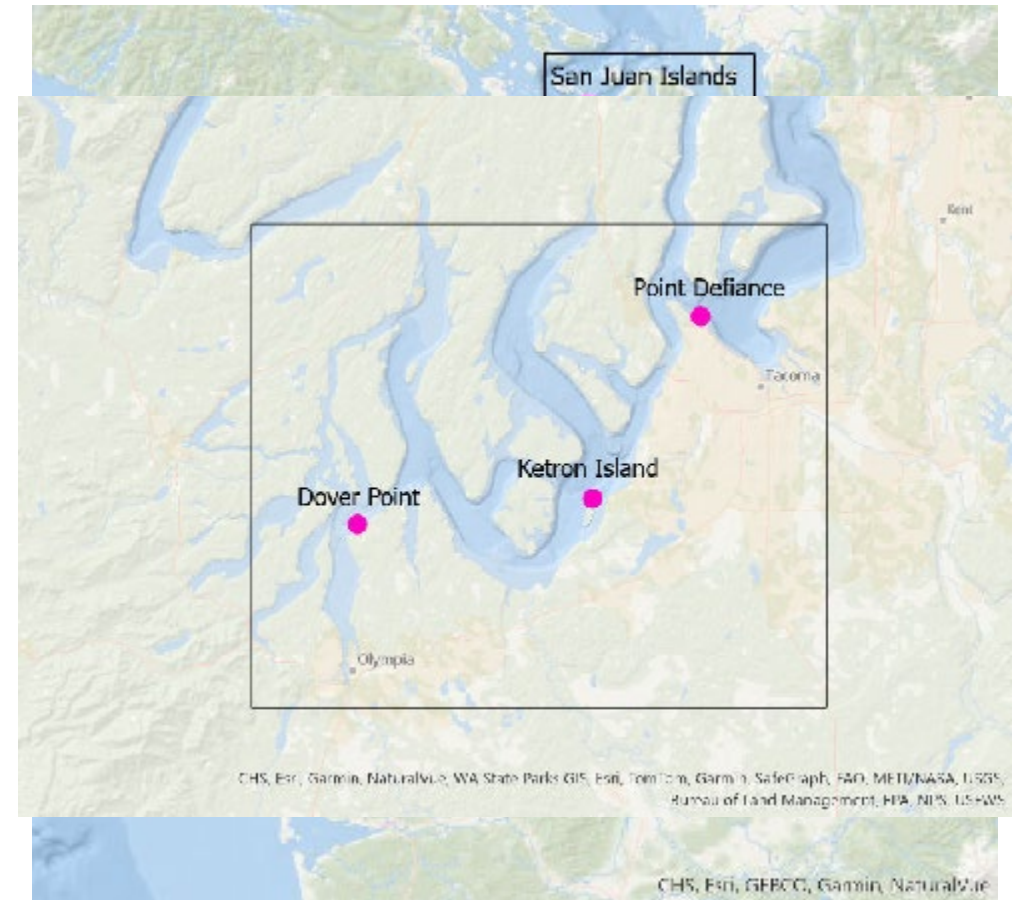 San Juan Islands
Kent
Point Defiance
Tacoma
Ketron Island
Dover Point
Olympia
CHS, Esri, Garmin, NaturalVue, WA State Parks GIS, Esri, TomTom, Garmin, SafeGraph, FAO, METI/NASA, USGS,
Bureau of Land Management, EPA, NPS, USFWS
CHS, Esri, GEBCO, Garmin, NaturalVue